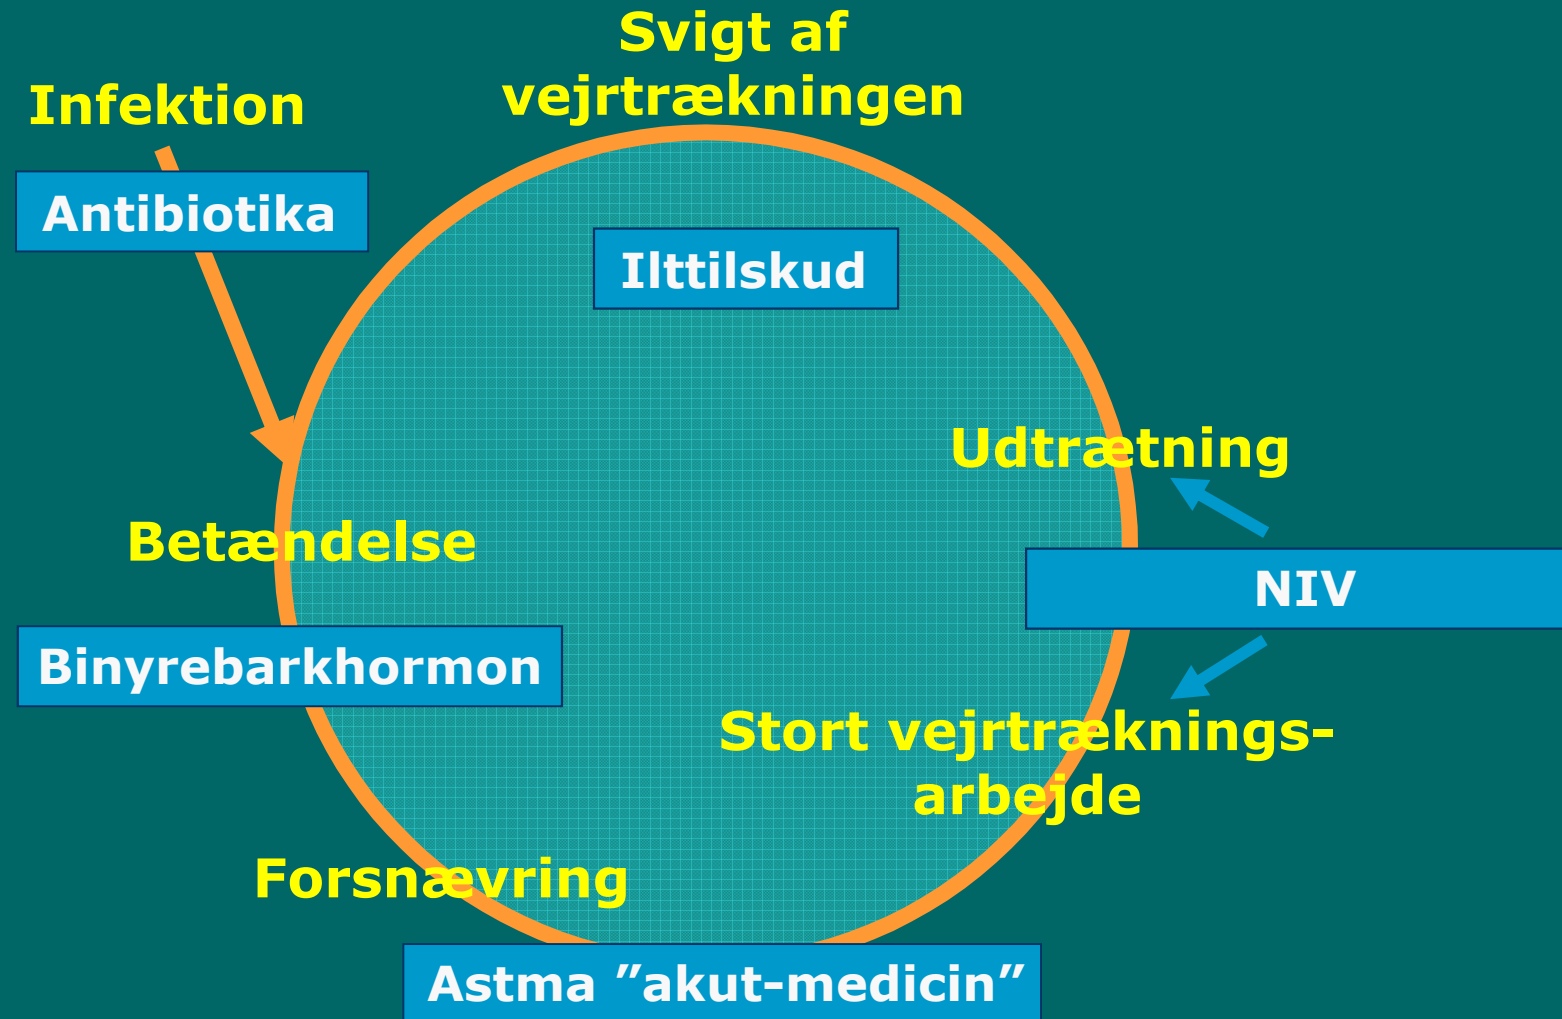 Svigt af
vejrtrækningen
Infektion
Antibiotika
Ilttilskud
Udtrætning
Betændelse
NIV
Binyrebarkhormon
Stort vejrtræknings-
arbejde
Forsnævring
Astma ”akut-medicin”